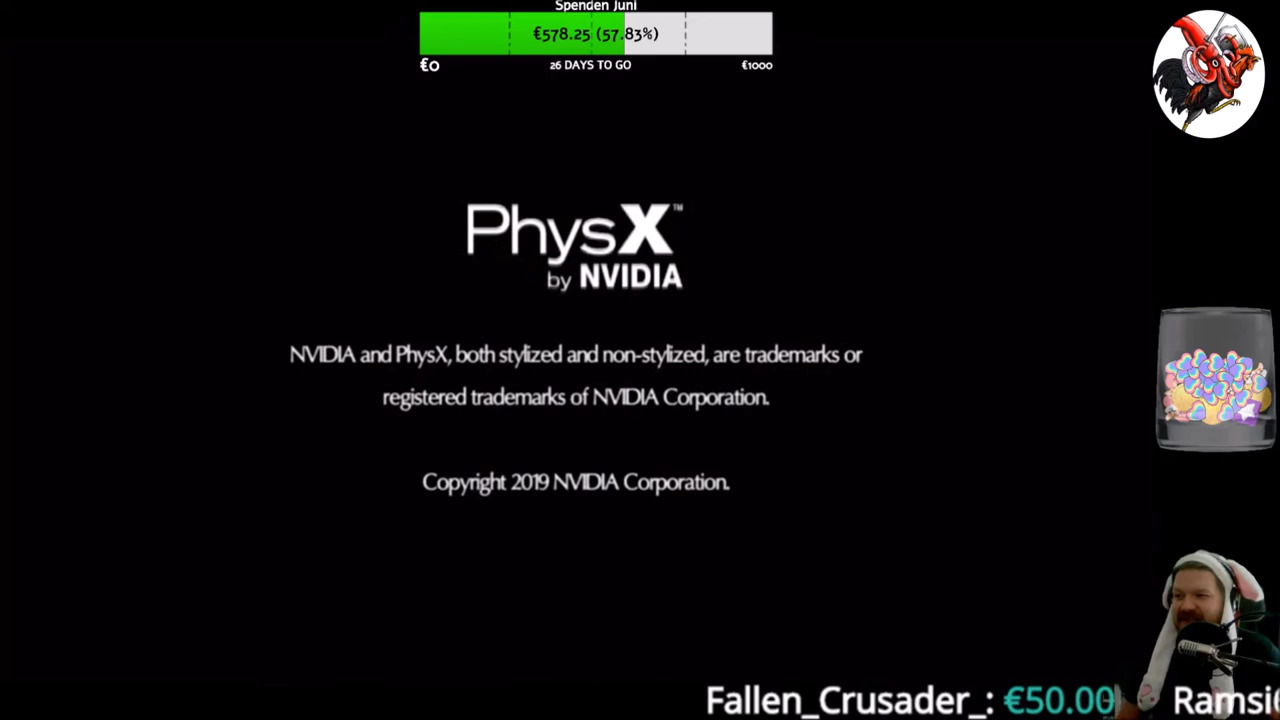 Spenden Juni
€578.25 (57.83%)
€0 26 DAYS TO GO €1000
PhysX™
by NVIDIA
NVIDIA and PhysX, both stylized and non-stylized, are trademarks or
registered trademarks of NVIDIA Corporation.
Copyright 2019 NVIDIA Corporation.
Fallen_Crusader_: €50.00